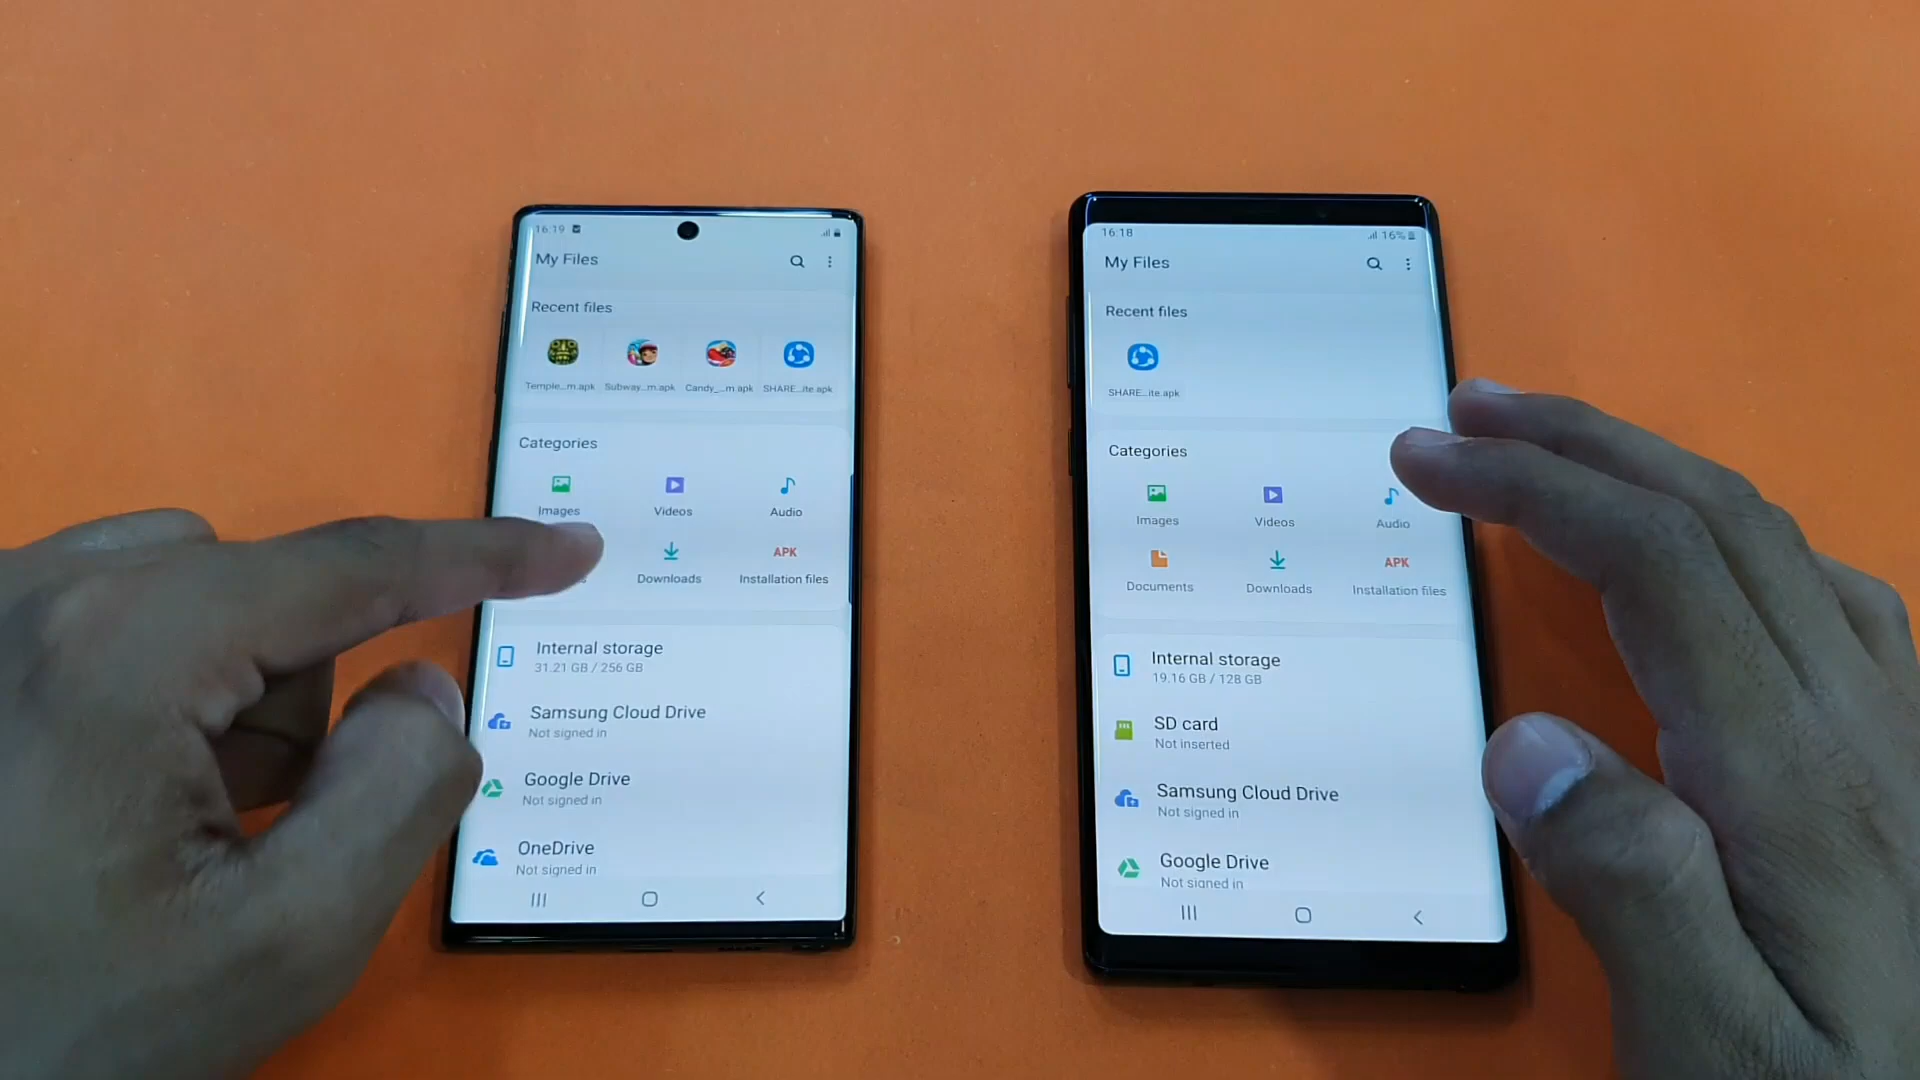 16:19
My Files
Recent files
Temple...m.apk Subway...m.apk Candy_...m.apk SHARE...ite.apk
Categories
Images Videos Audio
APK
Downloads Installation files
Internal storage
31.21 GB / 256 GB
Samsung Cloud Drive
Not signed in
Google Drive
Not signed in
OneDrive
Not signed in
16:18 16%
My Files
Recent files
SHARE...ite.apk
Categories
Images Videos Audio
APK
Documents Downloads Installation files
Internal storage
19.16 GB / 128 GB
SD card
Not inserted
Samsung Cloud Drive
Not signed in
Google Drive
Not signed in